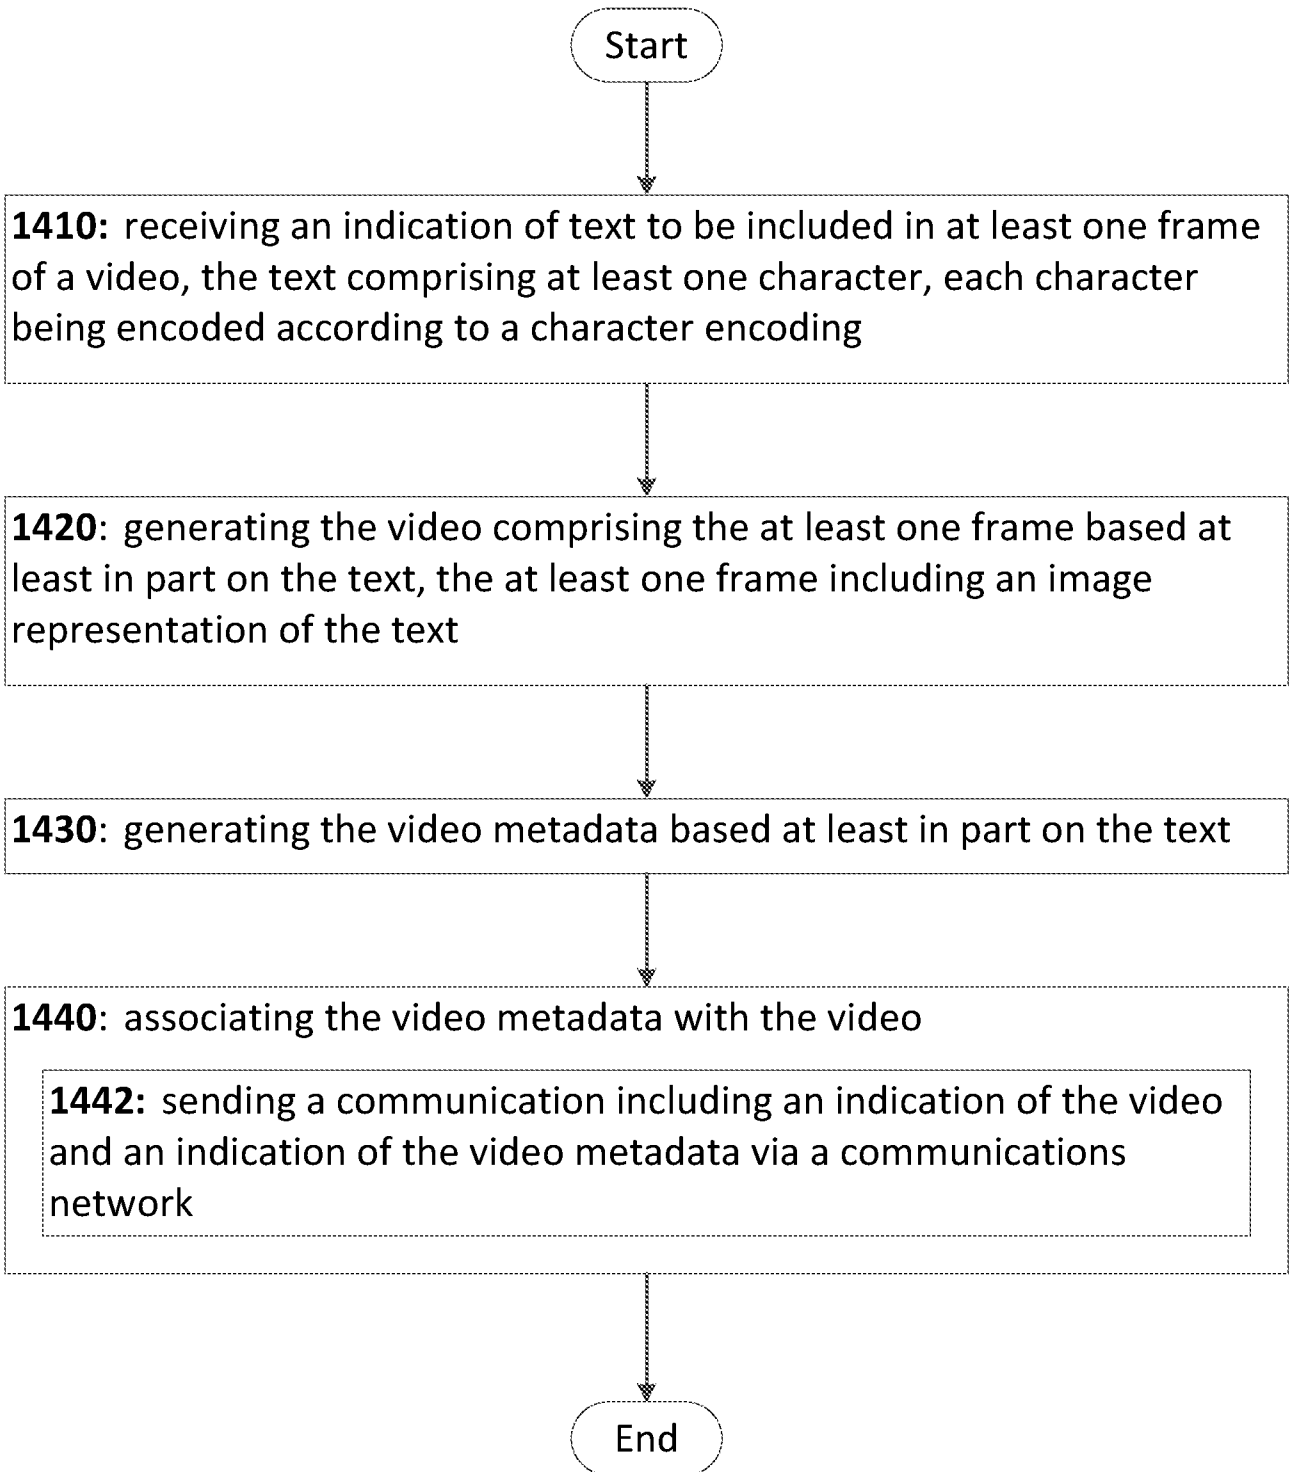 Start
1410: receiving an indication of text to be included in at least one frame
of a video, the text comprising at least one character, each character
being encoded according to a character encoding
1420: generating the video comprising the at least one frame based at
least in part on the text, the at least one frame including an image
representation of the text
1430: generating the video metadata based at least in part on the text
1440: associating the video metadata with the video
1442: sending a communication including an indication of the video
and an indication of the video metadata via a communications
network
End